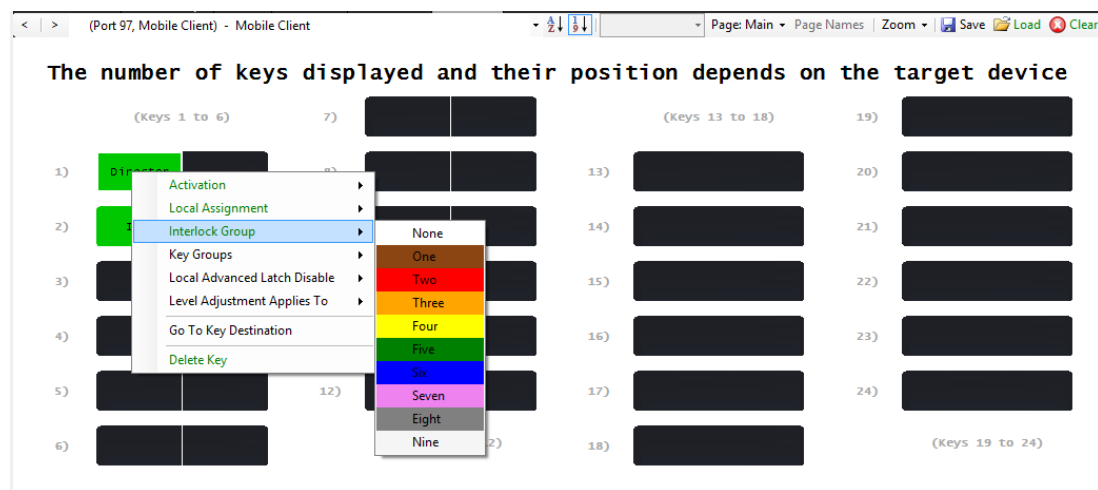 < > (Port 97, Mobile Client) - Mobile Client Page: Main Page Names Zoom Save Load Clear
The number of keys displayed and their position depends on the target device
(Keys 1 to 6) 7) (Keys 13 to 18) 19)
1) Director 13) 20)
2) 14) 21)
3) 15) 22)
4) 16) 23)
5) 12) 17) 24)
6) 2) 18) (Keys 19 to 24)
Activation
Local Assignment
Interlock Group
Key Groups
Local Advanced Latch Disable
Level Adjustment Applies To
Go To Key Destination
Delete Key
None
One
Two
Three
Four
Five
Six
Seven
Eight
Nine